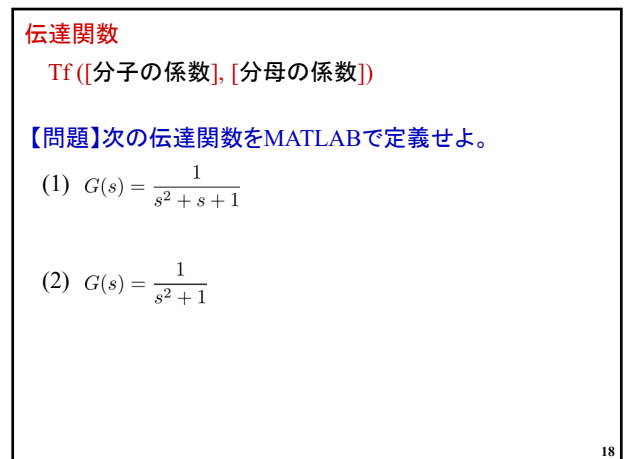 伝達関数
Tf ([分子の係数], [分母の係数])
【問題】次の伝達関数をMATLABで定義せよ。
(1) G(s) = \frac{1}{s^2 + s + 1}
(2) G(s) = \frac{1}{s^2 + 1}
18